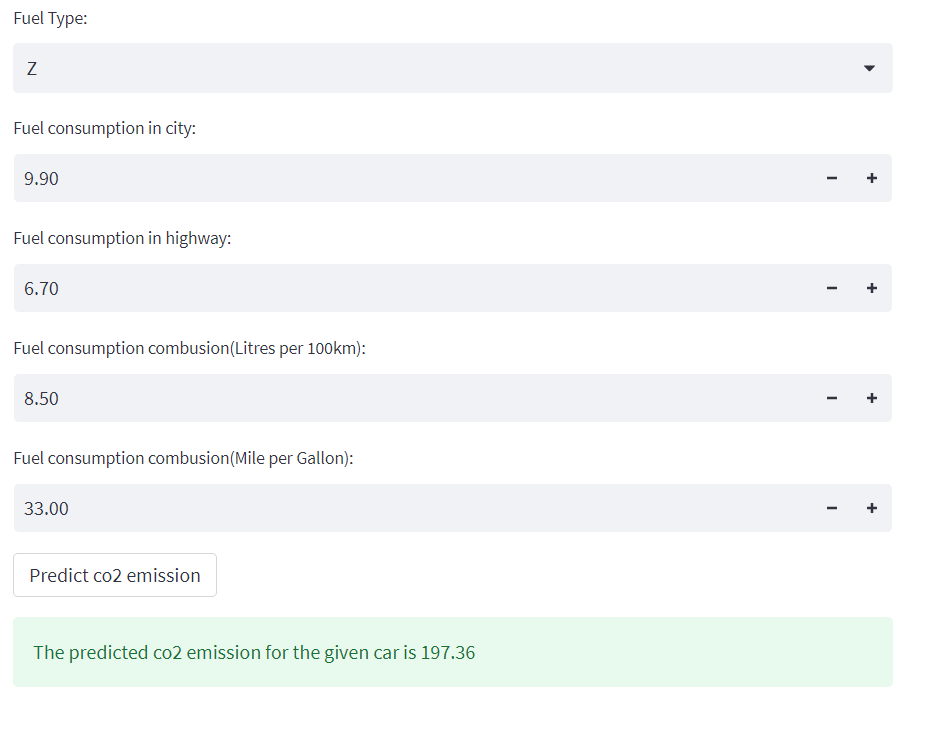 Fuel Type:
Z
Fuel consumption in city:
9.90
Fuel consumption in highway:
6.70
Fuel consumption combusion(Litres per 100km):
8.50
Fuel consumption combusion(Mile per Gallon):
33.00
Predict co2 emission
The predicted co2 emission for the given car is 197.36